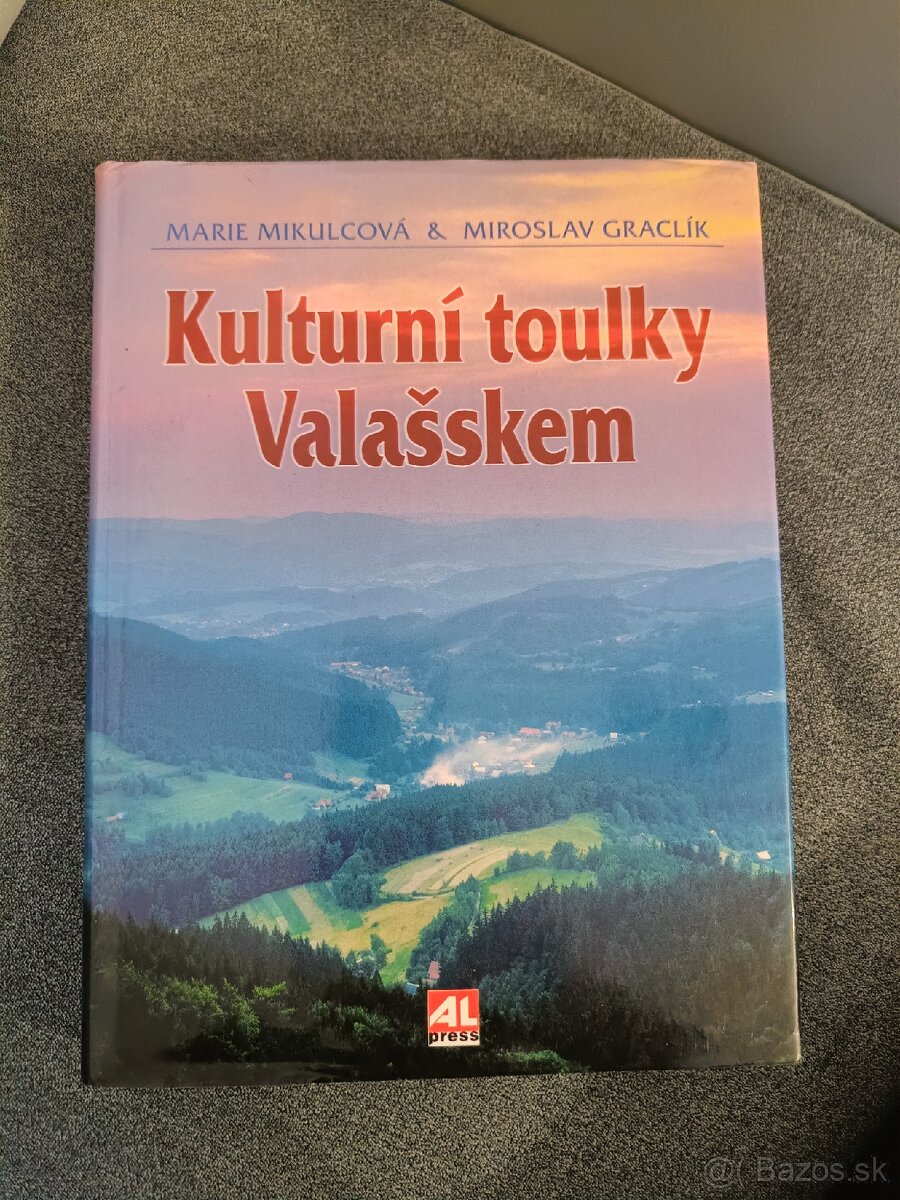 MARIE MIKULCOVÁ & MIROSLAV GRACLÍK
Kulturní toulky
Valašskem
AL
press
@( Bazos.sk